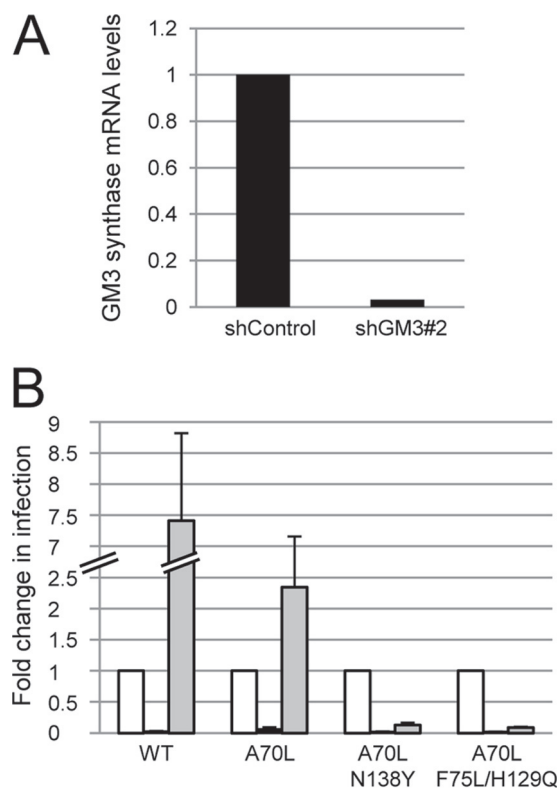 A
GM3 synthase mRNA levels
1.2
1
0.8
0.6
0.4
0.2
0
shControl shGM3#2
B
Fold change in infection
9
8.5
8
7.5
7
2.5
2
1.5
1
0.5
0
WT A70L A70L A70L
N138Y F75L/H129Q